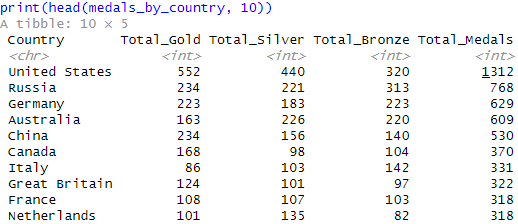 print(head(medals_by_country, 10))
A tibble: 10 × 5
Country Total_Gold Total_Silver Total_Bronze Total_Medals
<chr> <int> <int> <int> <int>
United States 552 440 320 1312
Russia 234 221 313 768
Germany 223 183 223 629
Australia 163 226 220 609
China 234 156 140 530
Canada 168 98 104 370
Italy 86 103 142 331
Great Britain 124 101 97 322
France 108 107 103 318
Netherlands 101 135 82 318